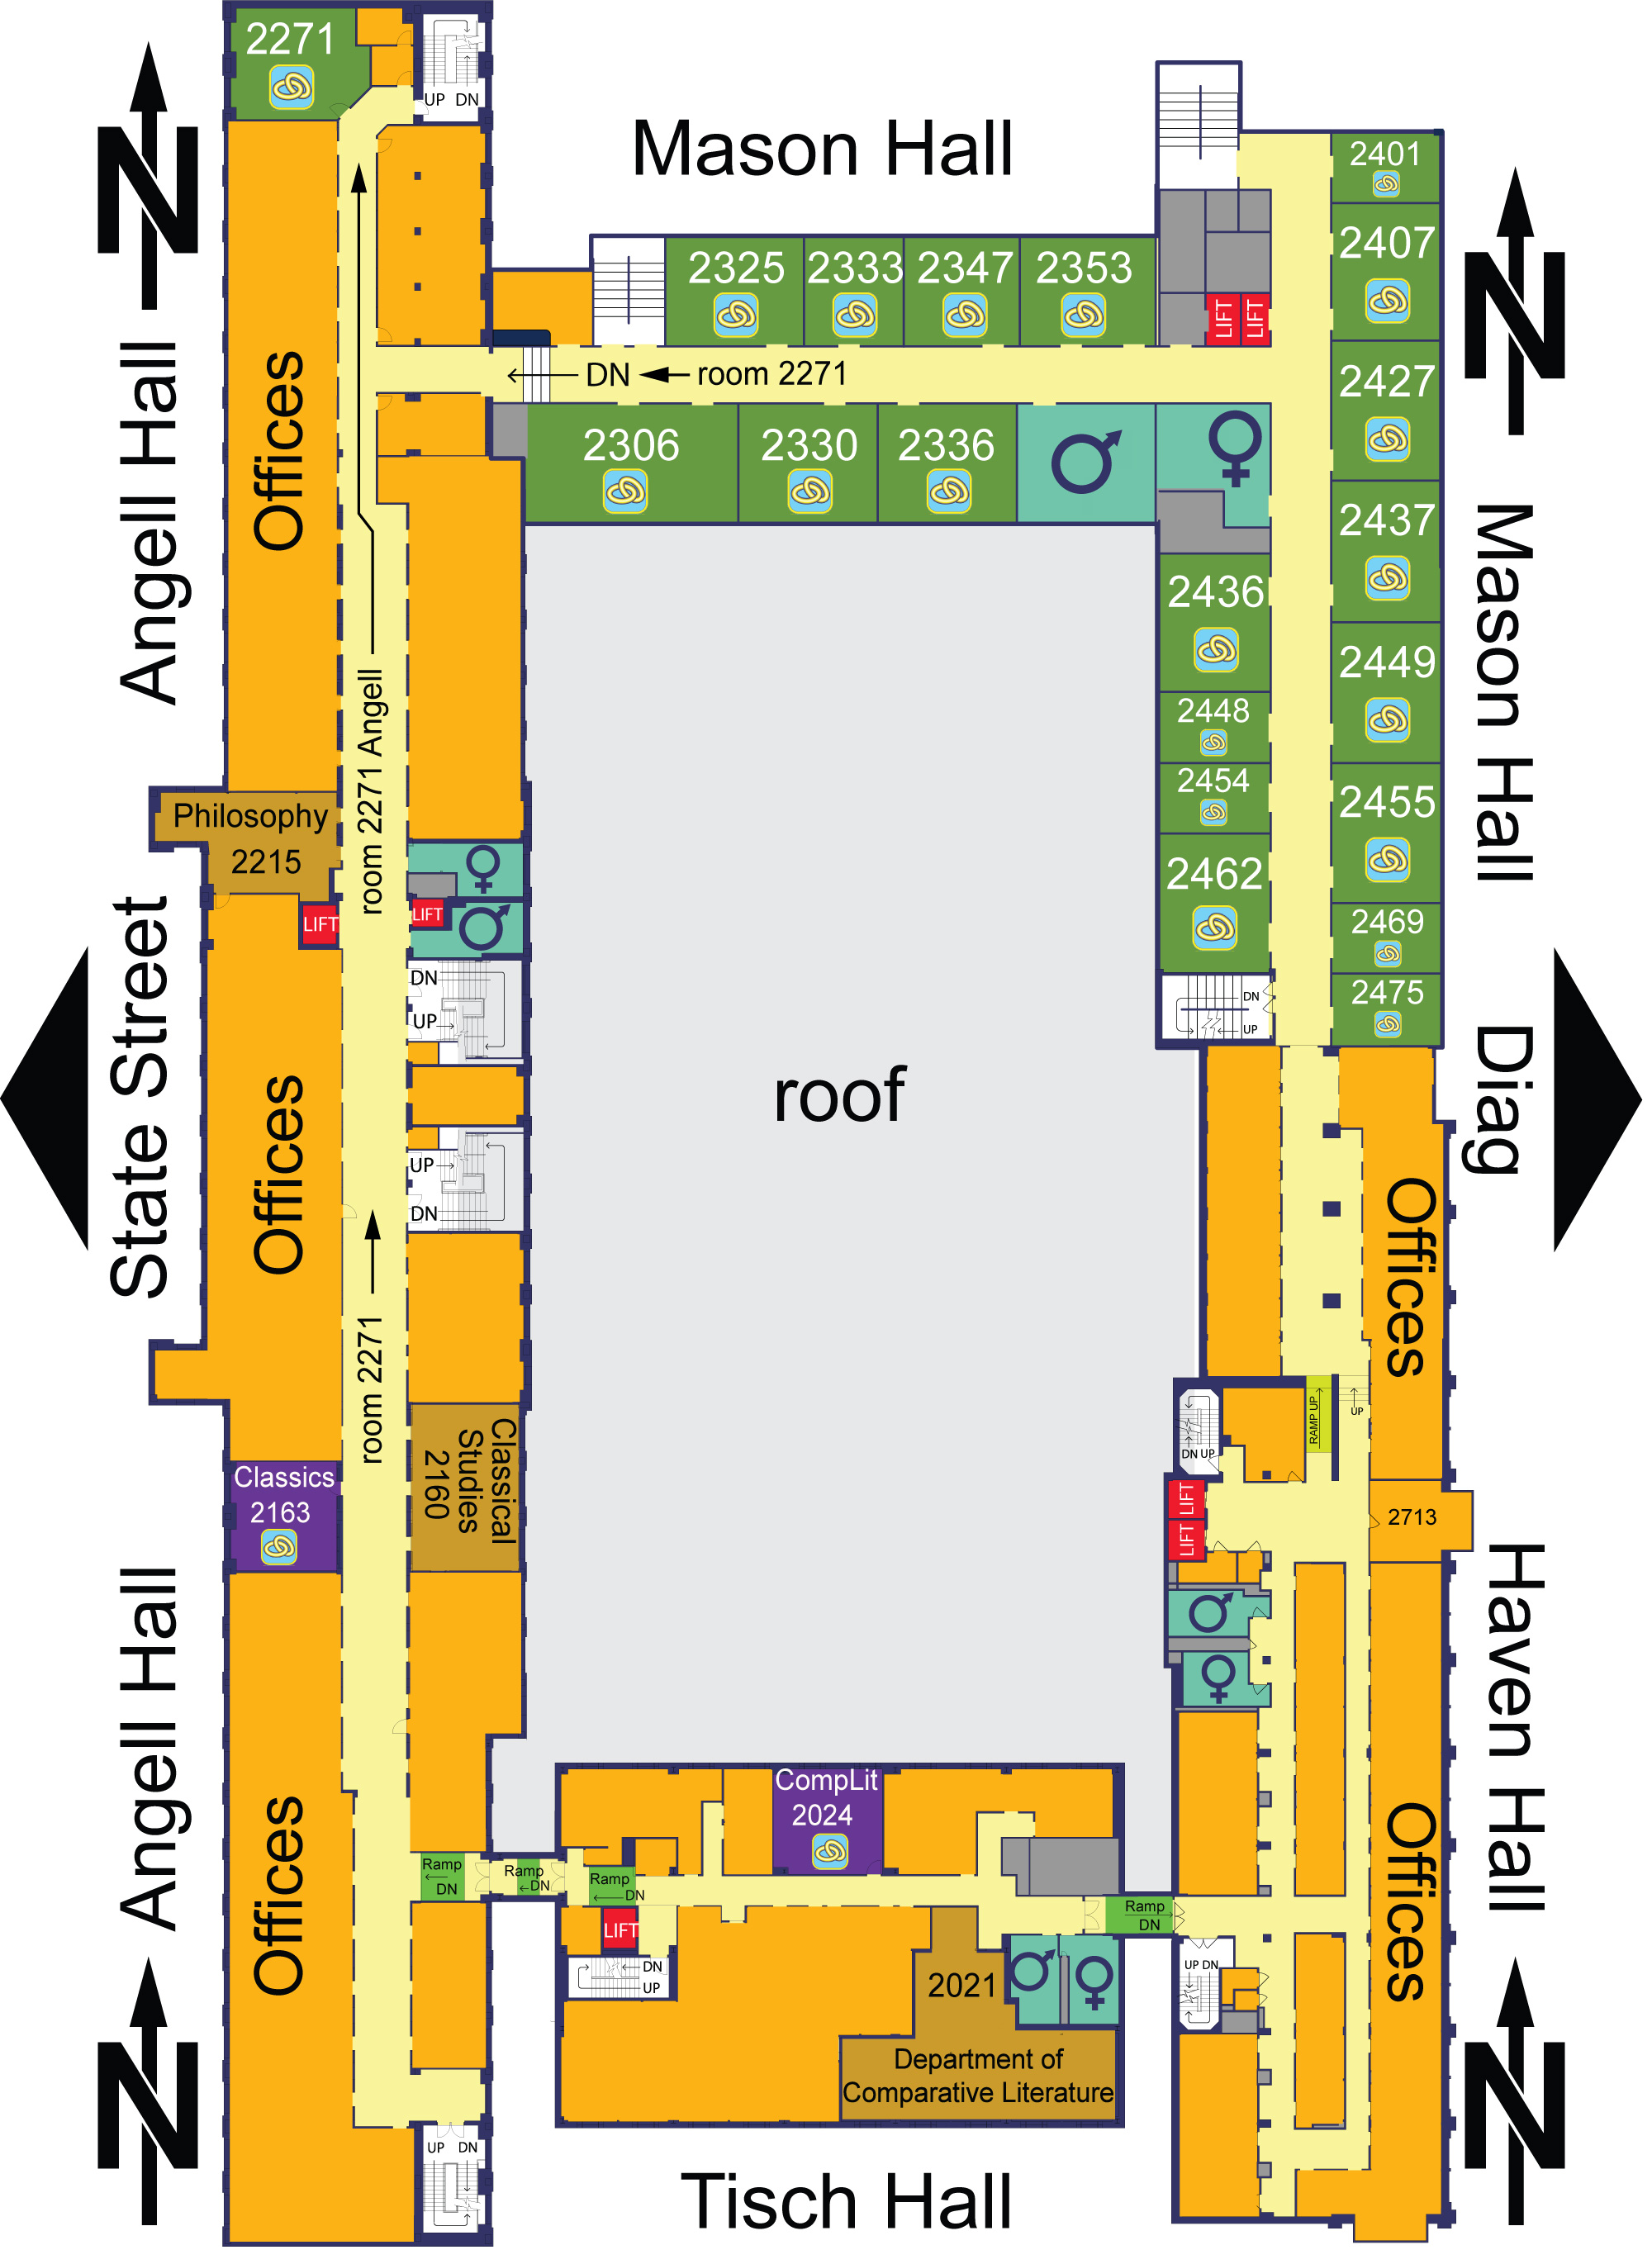 2271
UP DN
N
Angell Hall
Offices
Mason Hall
2325
2333
2347
2353
LIFT
LIFT
DN
room 2271
2306
2330
2336
2401
2407
2427
2437
2449
2455
2469
2475
2436
2448
2454
2462
DN
UP
N
Mason Hall
Diag
room 2271 Angell
Philosophy
2215
LIFT
LIFT
State Street
DN
UP
Offices
UP
DN
roof
room 2271
Classics
2163
Classical
Studies
2160
Angell Hall
Offices
N
UP DN
Ramp
DN
Ramp
DN
Ramp
DN
LIFT
DN
UP
CompLit
2024
2021
Department of
Comparative Literature
Ramp
DN
Tisch Hall
Offices
RAMP UP
UP
DN UP
LIFT
LIFT
2713
Haven Hall
Offices
UP DN
N